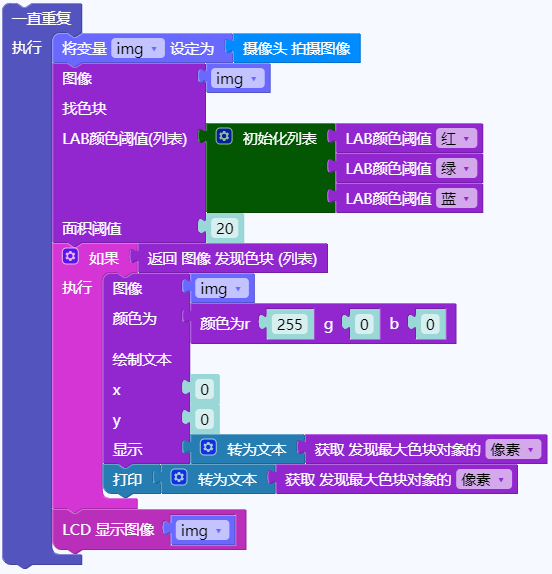 一直重复
执行 将变量 img 设定为 摄像头 拍摄图像
图像 img
找色块
LAB颜色阈值(列表) 初始化列表 LAB颜色阈值 红
LAB颜色阈值 绿
LAB颜色阈值 蓝
面积阈值 20
如果 返回 图像 发现色块 (列表)
执行 图像 img
颜色为 颜色为r 255 g 0 b 0
绘制文本
x 0
y 0
显示 转为文本 获取 发现最大色块对象的 像素
打印 转为文本 获取 发现最大色块对象的 像素
LCD 显示图像 img